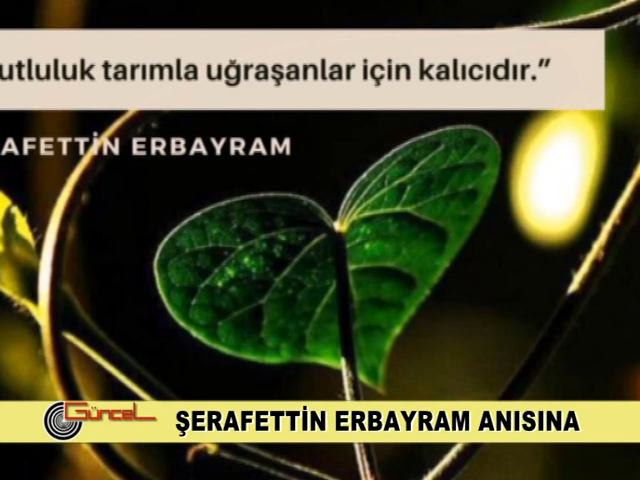 utluluk tarımla uğraşanlar için kalıcıdır.”
AFETTİN ERBAYRAM
GÜNCEL
ŞERAFETTİN ERBAYRAM ANISINA